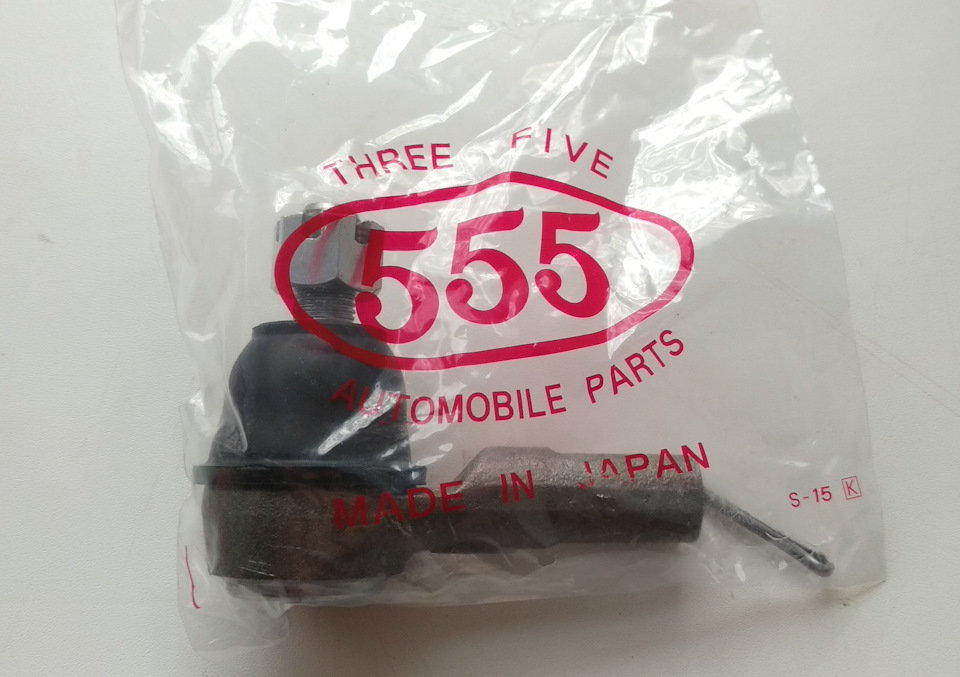 THREE FIVE
555
AUTOMOBILE PARTS
MADE IN JAPAN
S-15 K